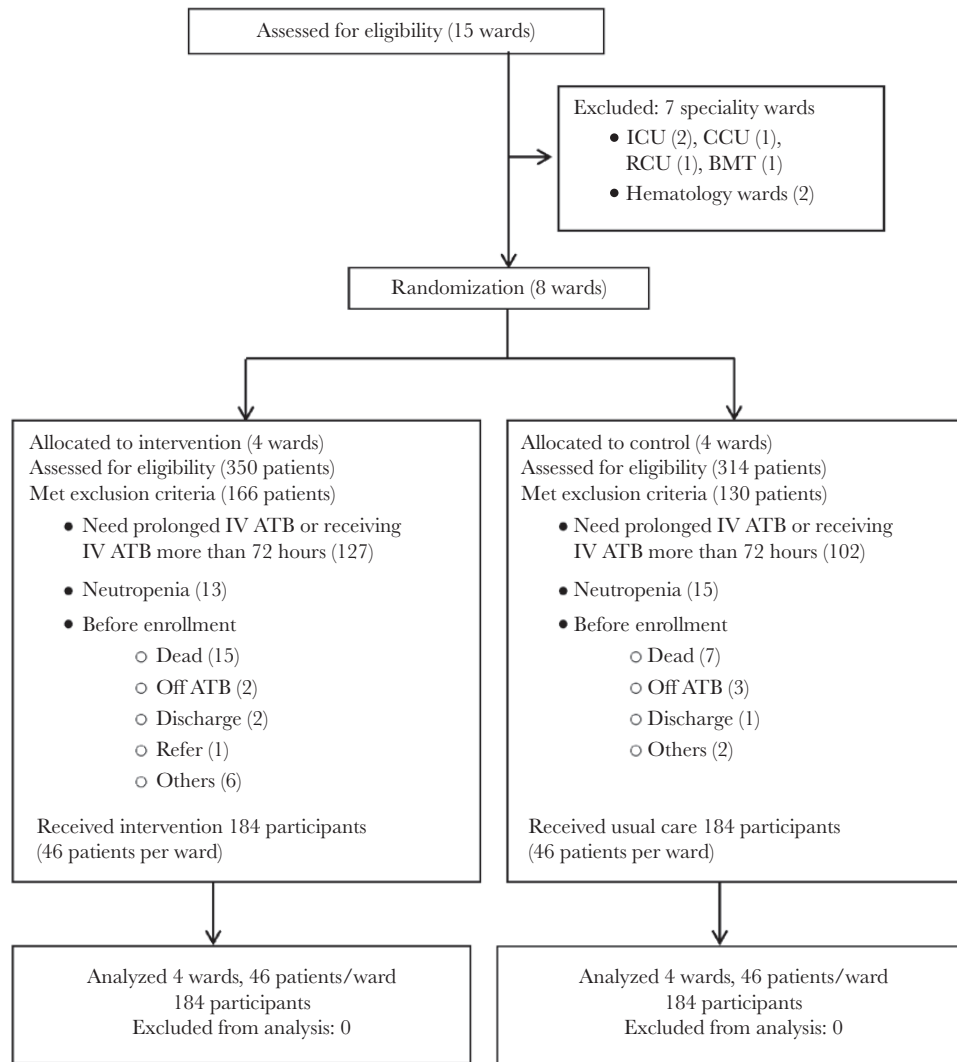 Assessed for eligibility (15 wards)
Excluded: 7 speciality wards
● ICU (2), CCU (1),
RCU (1), BMT (1)
● Hematology wards (2)
Randomization (8 wards)
Allocated to intervention (4 wards)
Assessed for eligibility (350 patients)
Met exclusion criteria (166 patients)
● Need prolonged IV ATB or receiving
IV ATB more than 72 hours (127)
● Neutropenia (13)
● Before enrollment
○ Dead (15)
○ Off ATB (2)
○ Discharge (2)
○ Refer (1)
○ Others (6)
Received intervention 184 participants
(46 patients per ward)
Allocated to control (4 wards)
Assessed for eligibility (314 patients)
Met exclusion criteria (130 patients)
● Need prolonged IV ATB or receiving
IV ATB more than 72 hours (102)
● Neutropenia (15)
● Before enrollment
○ Dead (7)
○ Off ATB (3)
○ Discharge (1)
○ Others (2)
Received usual care 184 participants
(46 patients per ward)
Analyzed 4 wards, 46 patients/ward
184 participants
Excluded from analysis: 0
Analyzed 4 wards, 46 patients/ward
184 participants
Excluded from analysis: 0